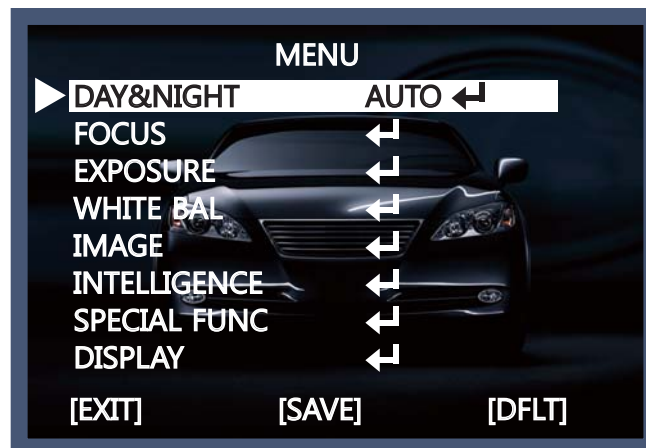 MENU
DAY&NIGHT AUTO
FOCUS
EXPOSURE
WHITE BAL
IMAGE
INTELLIGENCE
SPECIAL FUNC
DISPLAY
[EXIT] [SAVE] [DFLT]